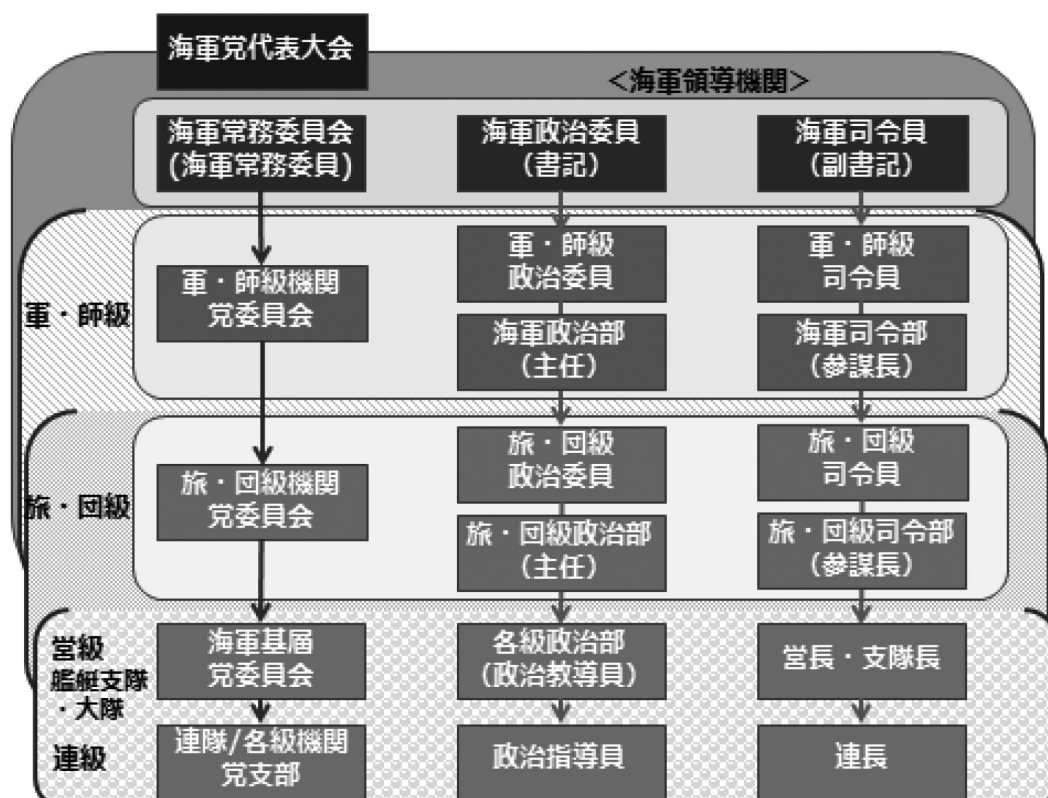 海軍党代表大会
＜海軍領導機関＞
海軍常務委員会
(海軍常務委員)
海軍政治委員
（書記）
海軍司令員
（副書記）
軍・師級
軍・師級機関
党委員会
軍・師級
政治委員
軍・師級
司令員
海軍政治部
（主任）
海軍司令部
（参謀長）
旅・団級
旅・団級機関
党委員会
旅・団級
政治委員
旅・団級
司令員
旅・団級政治部
（主任）
旅・団級司令部
（参謀長）
営級
艦艇支隊
・大隊
海軍基層
党委員会
各級政治部
（政治教導員）
営長・支隊長
連級
連隊/各級機関
党支部
政治指導員
連長